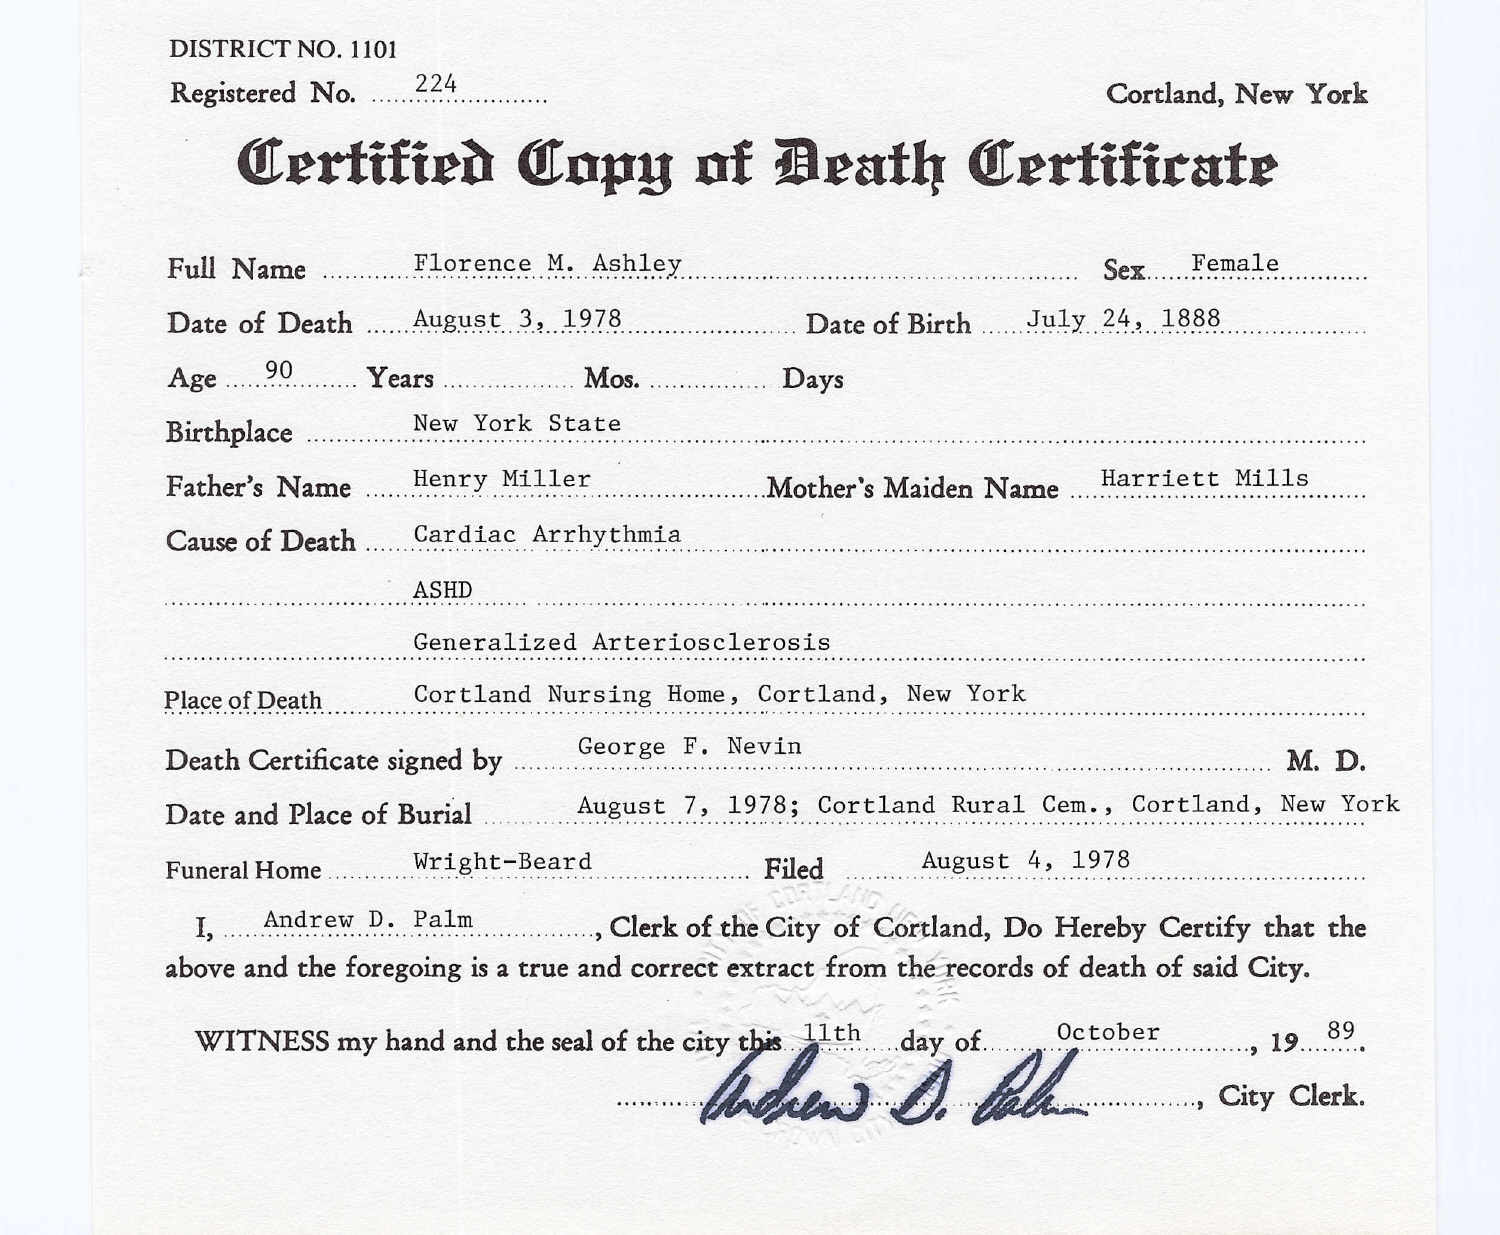 DISTRICT NO. 1101
Registered No. 224 Cortland, New York
Certified Copy of Death Certificate
Full Name Florence M. Ashley Sex Female
Date of Death August 3, 1978 Date of Birth July 24, 1888
Age 90 Years Mos. Days
Birthplace New York State
Father's Name Henry Miller Mother's Maiden Name Harriett Mills
Cause of Death Cardiac Arrhythmia
ASHD
Generalized Arteriosclerosis
Place of Death Cortland Nursing Home, Cortland, New York
Death Certificate signed by George F. Nevin M. D.
Date and Place of Burial August 7, 1978; Cortland Rural Cem., Cortland, New York
Funeral Home Wright-Beard Filed August 4, 1978
I, Andrew D. Palm, Clerk of the City of Cortland, Do Hereby Certify that the
above and the foregoing is a true and correct extract from the records of death of said City.
WITNESS my hand and the seal of the city this 11th day of October, 19 89.
Andrew D. Palm, City Clerk.